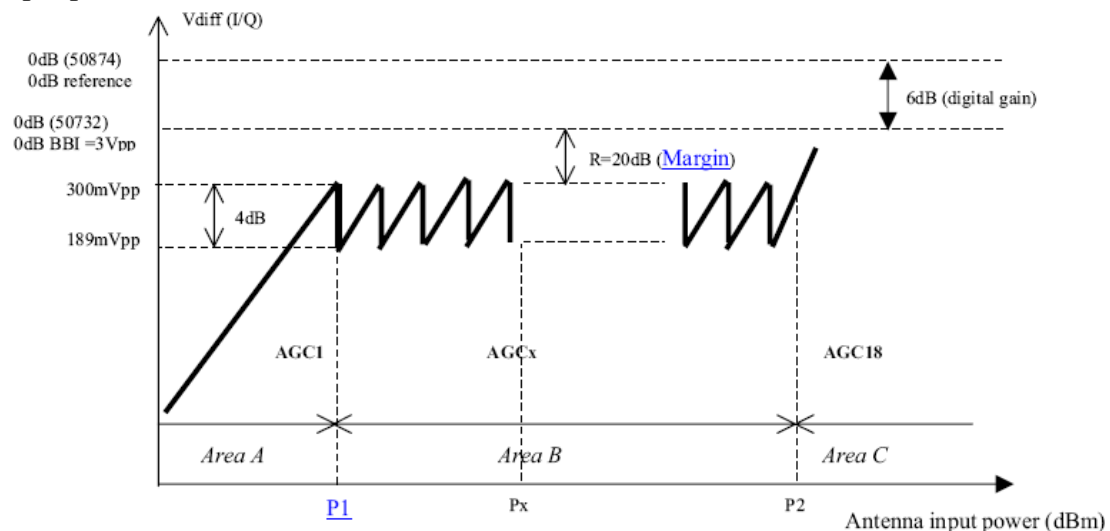 Vdiff (I/Q)
0dB (50874)
0dB reference
6dB (digital gain)
0dB (50732)
0dB BBI =3Vpp
R=20dB (Margin)
300mVpp
4dB
189mVpp
AGC1
AGCx
AGC18
Area A
Area B
Area C
P1
Px
P2
Antenna input power (dBm)